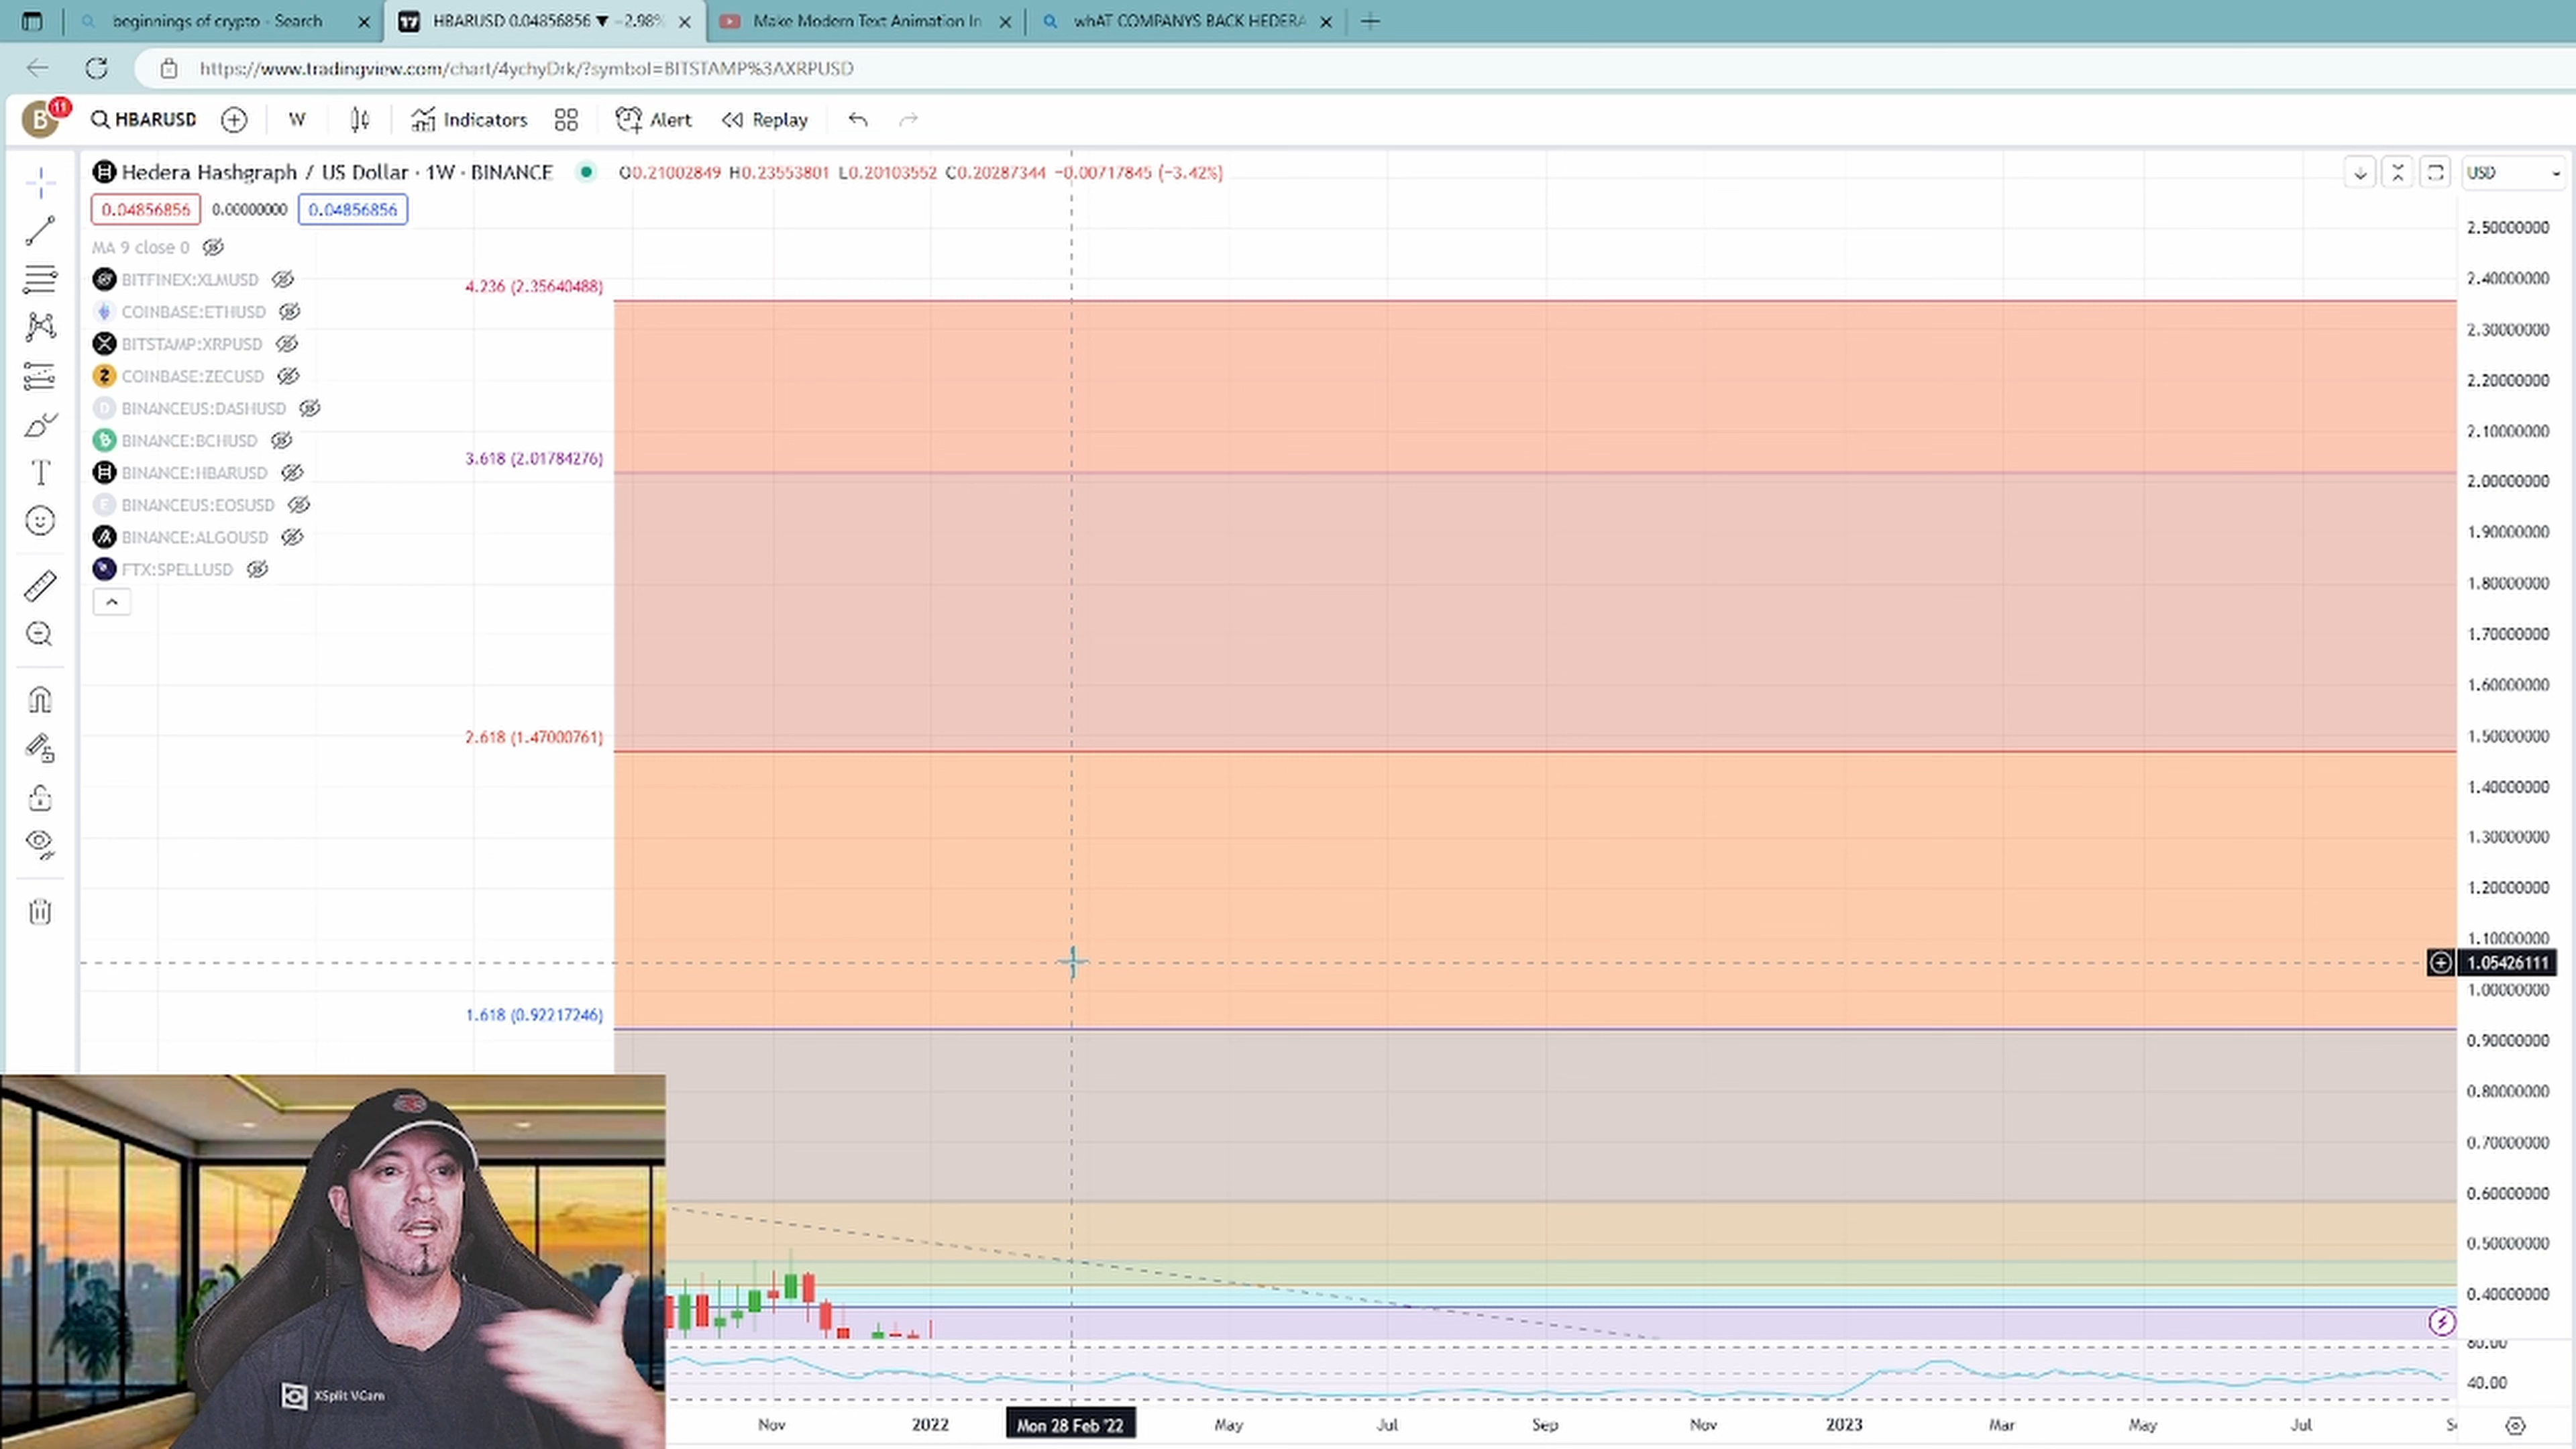 beginnings of crypto - Search
HBARUSD 0.04856856 ▼ −2.98%
Make Modern Text Animation In
whAT COMPANYS BACK HEDERA
https://www.tradingview.com/chart/4ychyDrk/?symbol=BITSTAMP%3AXRPUSD
B 11 HBARUSD W Indicators Alert Replay
Hedera Hashgraph / US Dollar · 1W · BINANCE O0.21002849 H0.23553801 L0.20103552 C0.20287344 −0.00717845 (−3.42%) USD
0.04856856 0.00000000 0.04856856
MA 9 close 0
BITFINEX:XLMUSD
COINBASE:ETHUSD
BITSTAMP:XRPUSD
COINBASE:ZECUSD
BINANCEUS:DASHUSD
BINANCE:BCHUSD
BINANCE:HBARUSD
BINANCEUS:EOSUSD
BINANCE:ALGOUSD
FTX:SPELLUSD
4.236 (2.35640488)
3.618 (2.01784276)
2.618 (1.47000761)
1.618 (0.92217246)
2.50000000
2.40000000
2.30000000
2.20000000
2.10000000
2.00000000
1.90000000
1.80000000
1.70000000
1.60000000
1.50000000
1.40000000
1.30000000
1.20000000
1.10000000
1.05426111
1.00000000
0.90000000
0.80000000
0.70000000
0.60000000
0.50000000
0.40000000
40.00
XSplit VCam
Nov 2022 Mon 28 Feb '22 May Jul Sep Nov 2023 Mar May Jul